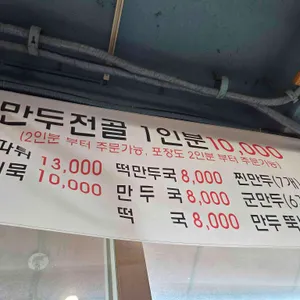 만두전골 1인분 10,000
(2인분 부터 주문가능, 포장도 2인분 부터 주문가능)
13,000 떡만두국 8,000 찐만두(7개
10,000 만 두 국 8,000 군만두(6
떡 국 8,000 만두